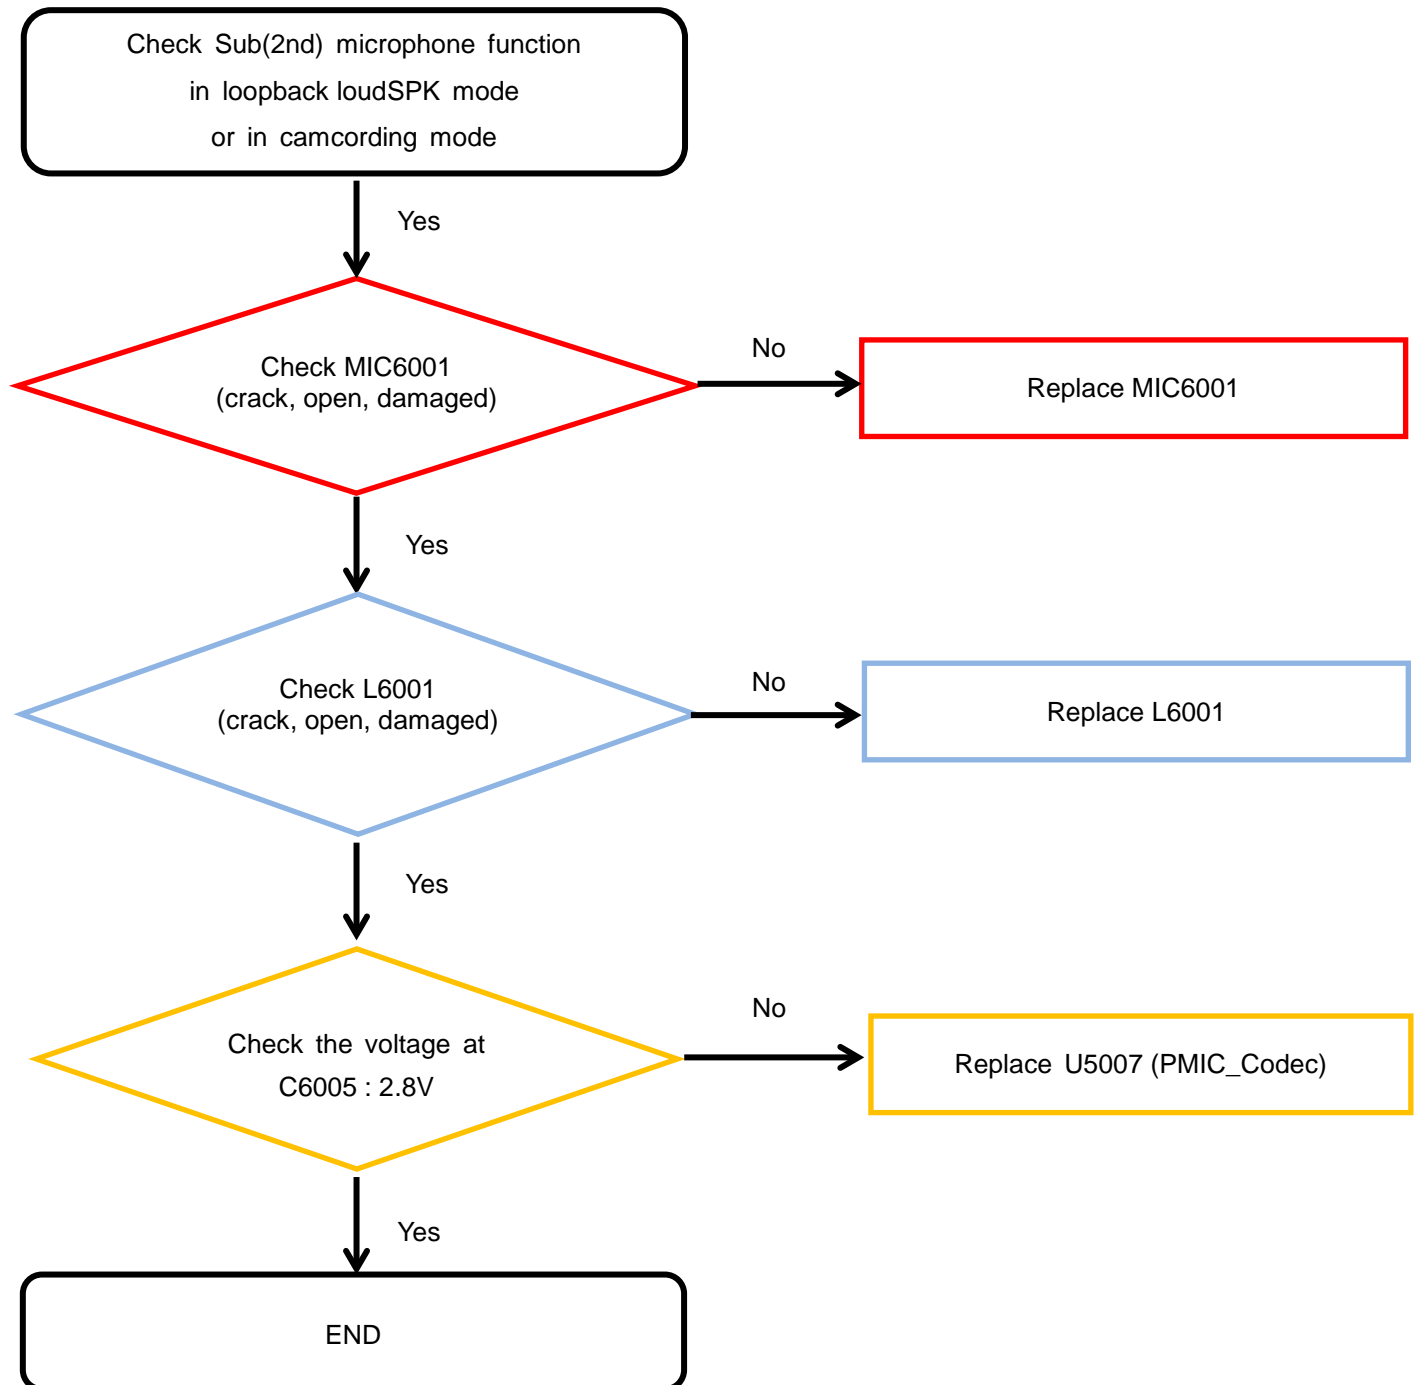 Check Sub(2nd) microphone function
in loopback loudSPK mode
or in camcording mode
Yes
Check MIC6001
(crack, open, damaged)
No
Replace MIC6001
Yes
Check L6001
(crack, open, damaged)
No
Replace L6001
Yes
Check the voltage at
C6005 : 2.8V
No
Replace U5007 (PMIC_Codec)
Yes
END